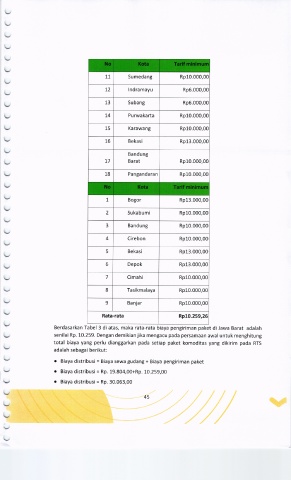 No Kota Tarif minimum
11 Sumedang Rp10.000,00
12 Indramayu Rp6.000,00
13 Subang Rp6.000,00
14 Purwakarta Rp10.000,00
15 Karawang Rp10.000,00
16 Bekasi Rp13.000,00
Bandung
17 Barat Rp10.000,00
18 Pangandaran Rp10.000,00
No Kota Tarif minimum
1 Bogor Rp13.000,00
2 Sukabumi Rp10.000,00
3 Bandung Rp10.000,00
4 Cirebon Rp10.000,00
5 Bekasi Rp13.000,00
6 Depok Rp13.000,00
7 Cimahi Rp10.000,00
8 Tasikmalaya Rp10.000,00
9 Banjar Rp10.000,00
Rata-rata Rp10.259,26
Berdasarkan Tabel 3 di atas, maka rata-rata biaya pengiriman paket di Jawa Barat adalah
senilai Rp. 10.259. Dengan demikian jika mengacu pada persamaan awal untuk menghitung
total biaya yang perlu dianggarkan pada setiap paket komoditas yang dikirim pada RTS
adalah sebagai berikut:
• Biaya distribusi = Biaya sewa gudang + Biaya pengiriman paket
• Biaya distribusi = Rp. 19.804,00+Rp. 10.259,00
• Biaya distribusi = Rp. 30.063,00
45